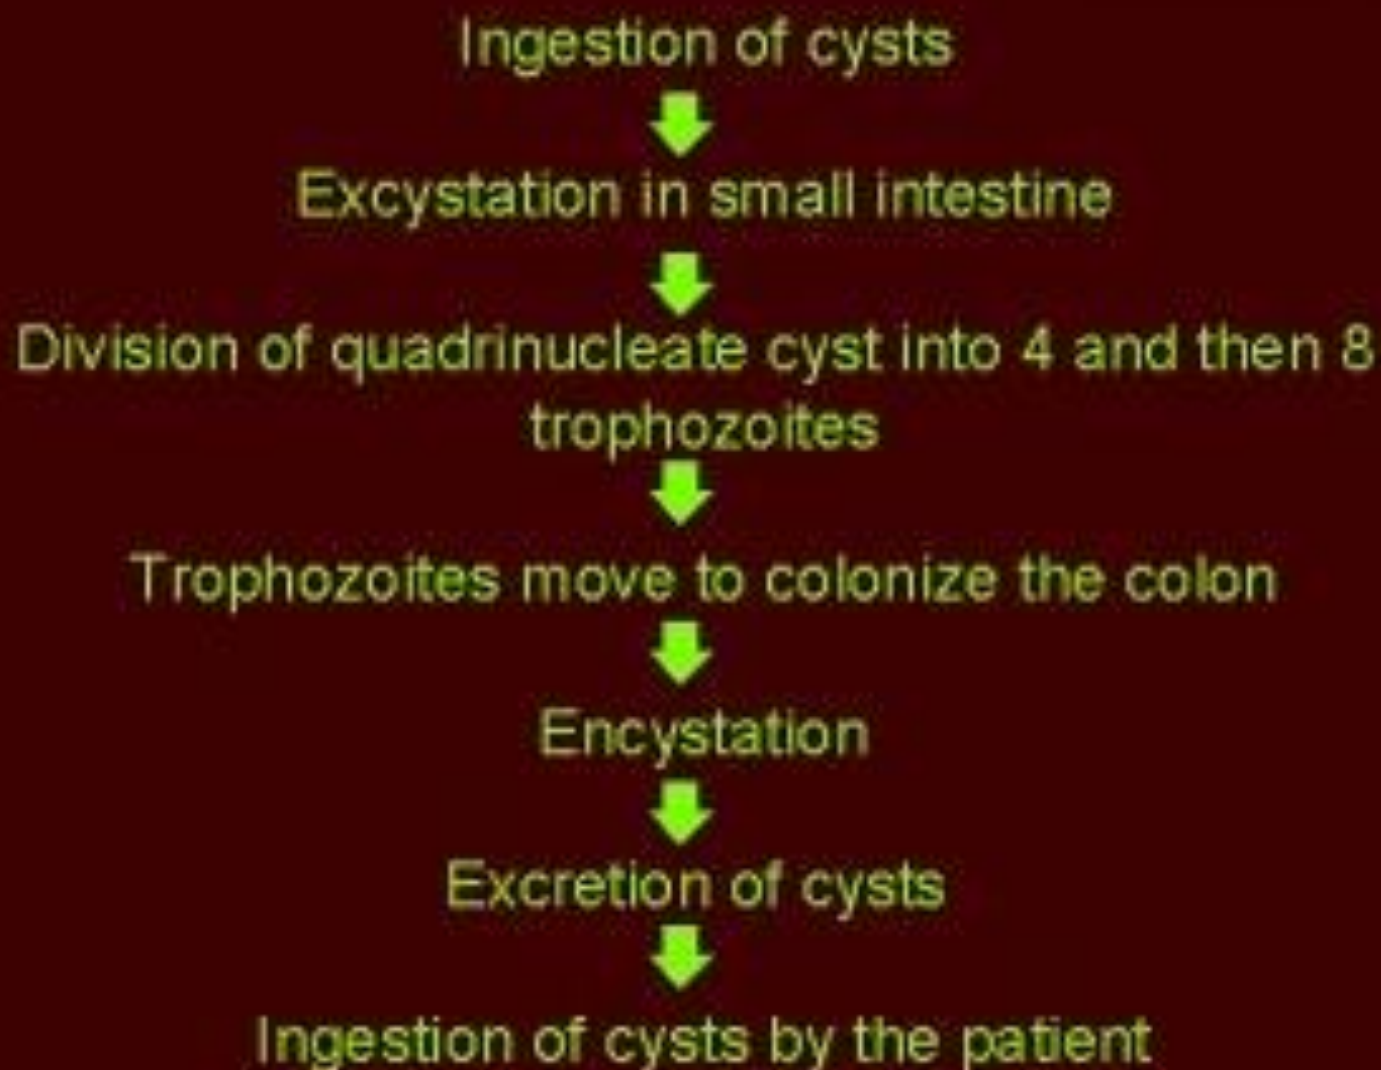 Ingestion of cysts
Excystation in small intestine
Division of quadrinucleate cyst into 4 and then 8
trophozoites
Trophozoites move to colonize the colon
Encystation
Excretion of cysts
Ingestion of cysts by the patient